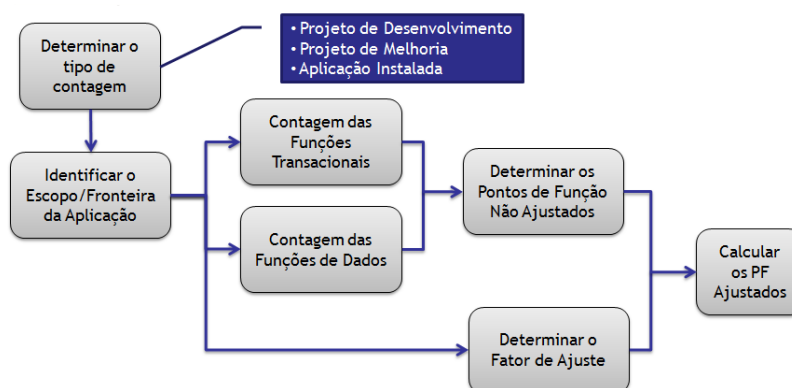 Determinar o
tipo de
contagem
• Projeto de Desenvolvimento
• Projeto de Melhoria
• Aplicação Instalada
Identificar o
Escopo/Fronteira
da Aplicação
Contagem das
Funções
Transacionais
Contagem das
Funções de Dados
Determinar os
Pontos de Função
Não Ajustados
Determinar o
Fator de Ajuste
Calcular
os PF
Ajustados